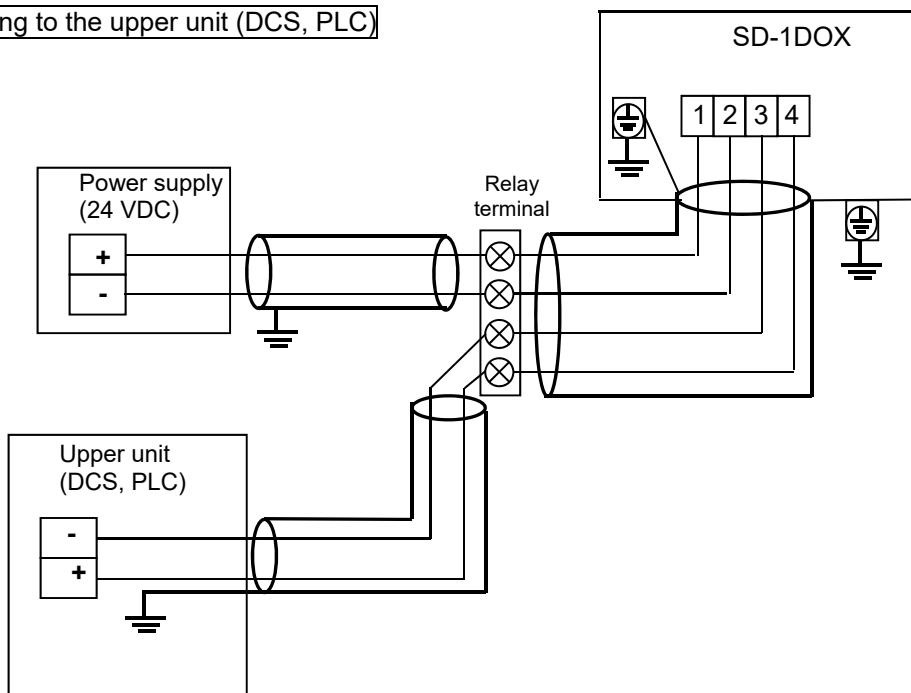 ng to the upper unit (DCS, PLC)
SD-1DOX
1 2 3 4
Power supply
(24 VDC)
+
-
Relay
terminal
Upper unit
(DCS, PLC)
-
+